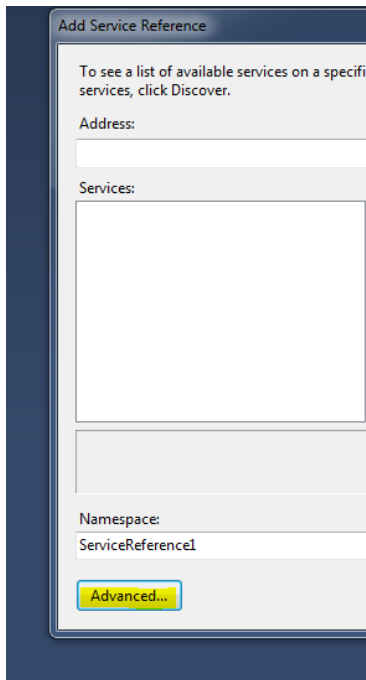 Add Service Reference
To see a list of available services on a specifi
services, click Discover.
Address:
Services:
Namespace:
ServiceReference1
Advanced...